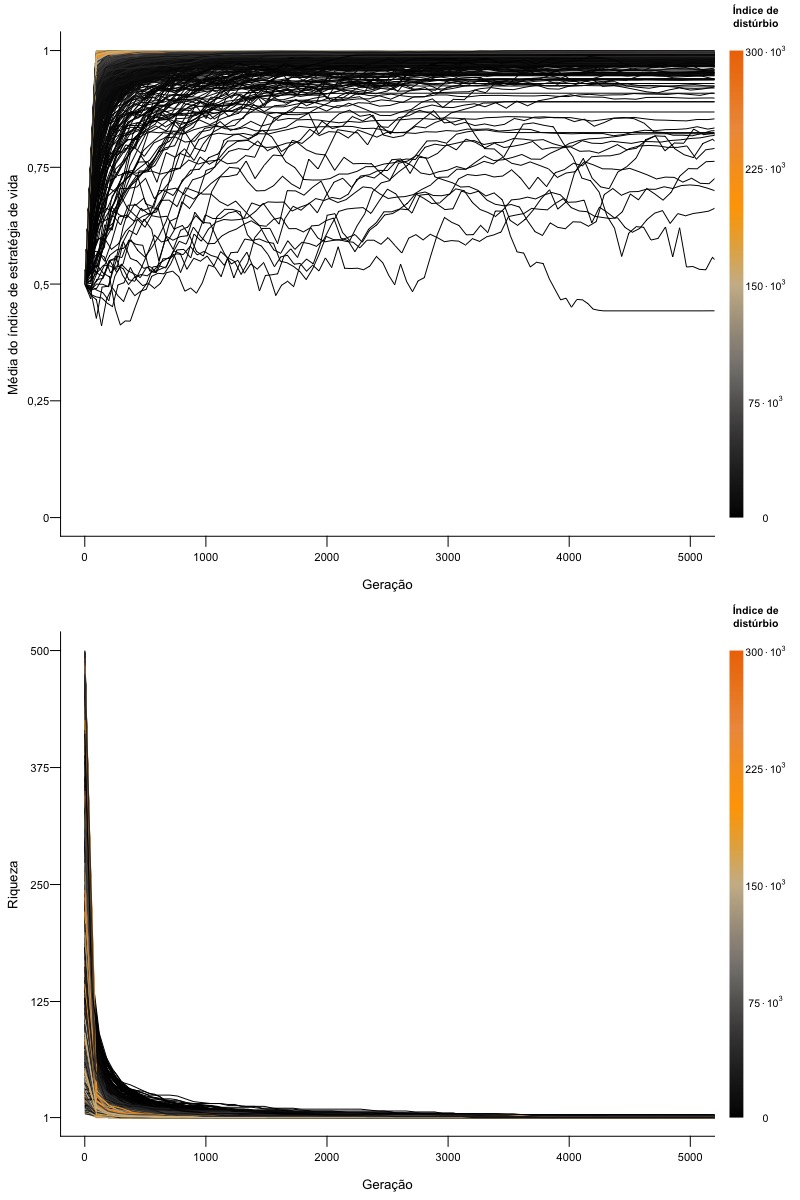 Índice de
distúrbio
300·10³
225·10³
150·10³
75·10³
0
Média do índice de estratégia de vida
1
0,75
0,5
0,25
0
0 1000 2000 3000 4000 5000
Geração
Índice de
distúrbio
300·10³
225·10³
150·10³
75·10³
0
Riqueza
500
375
250
125
1
0 1000 2000 3000 4000 5000
Geração